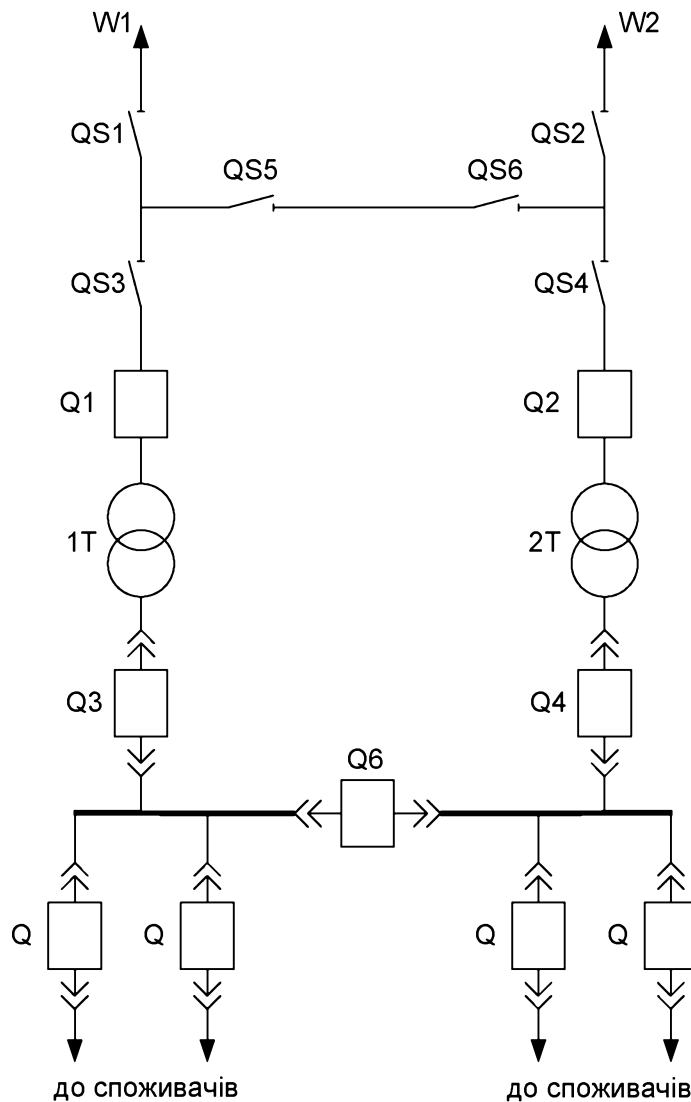 W1 W2
QS1 QS2
QS5 QS6
QS3 QS4
Q1 Q2
1T 2T
Q3 Q4
Q6
Q Q Q Q
до споживачів до споживачів